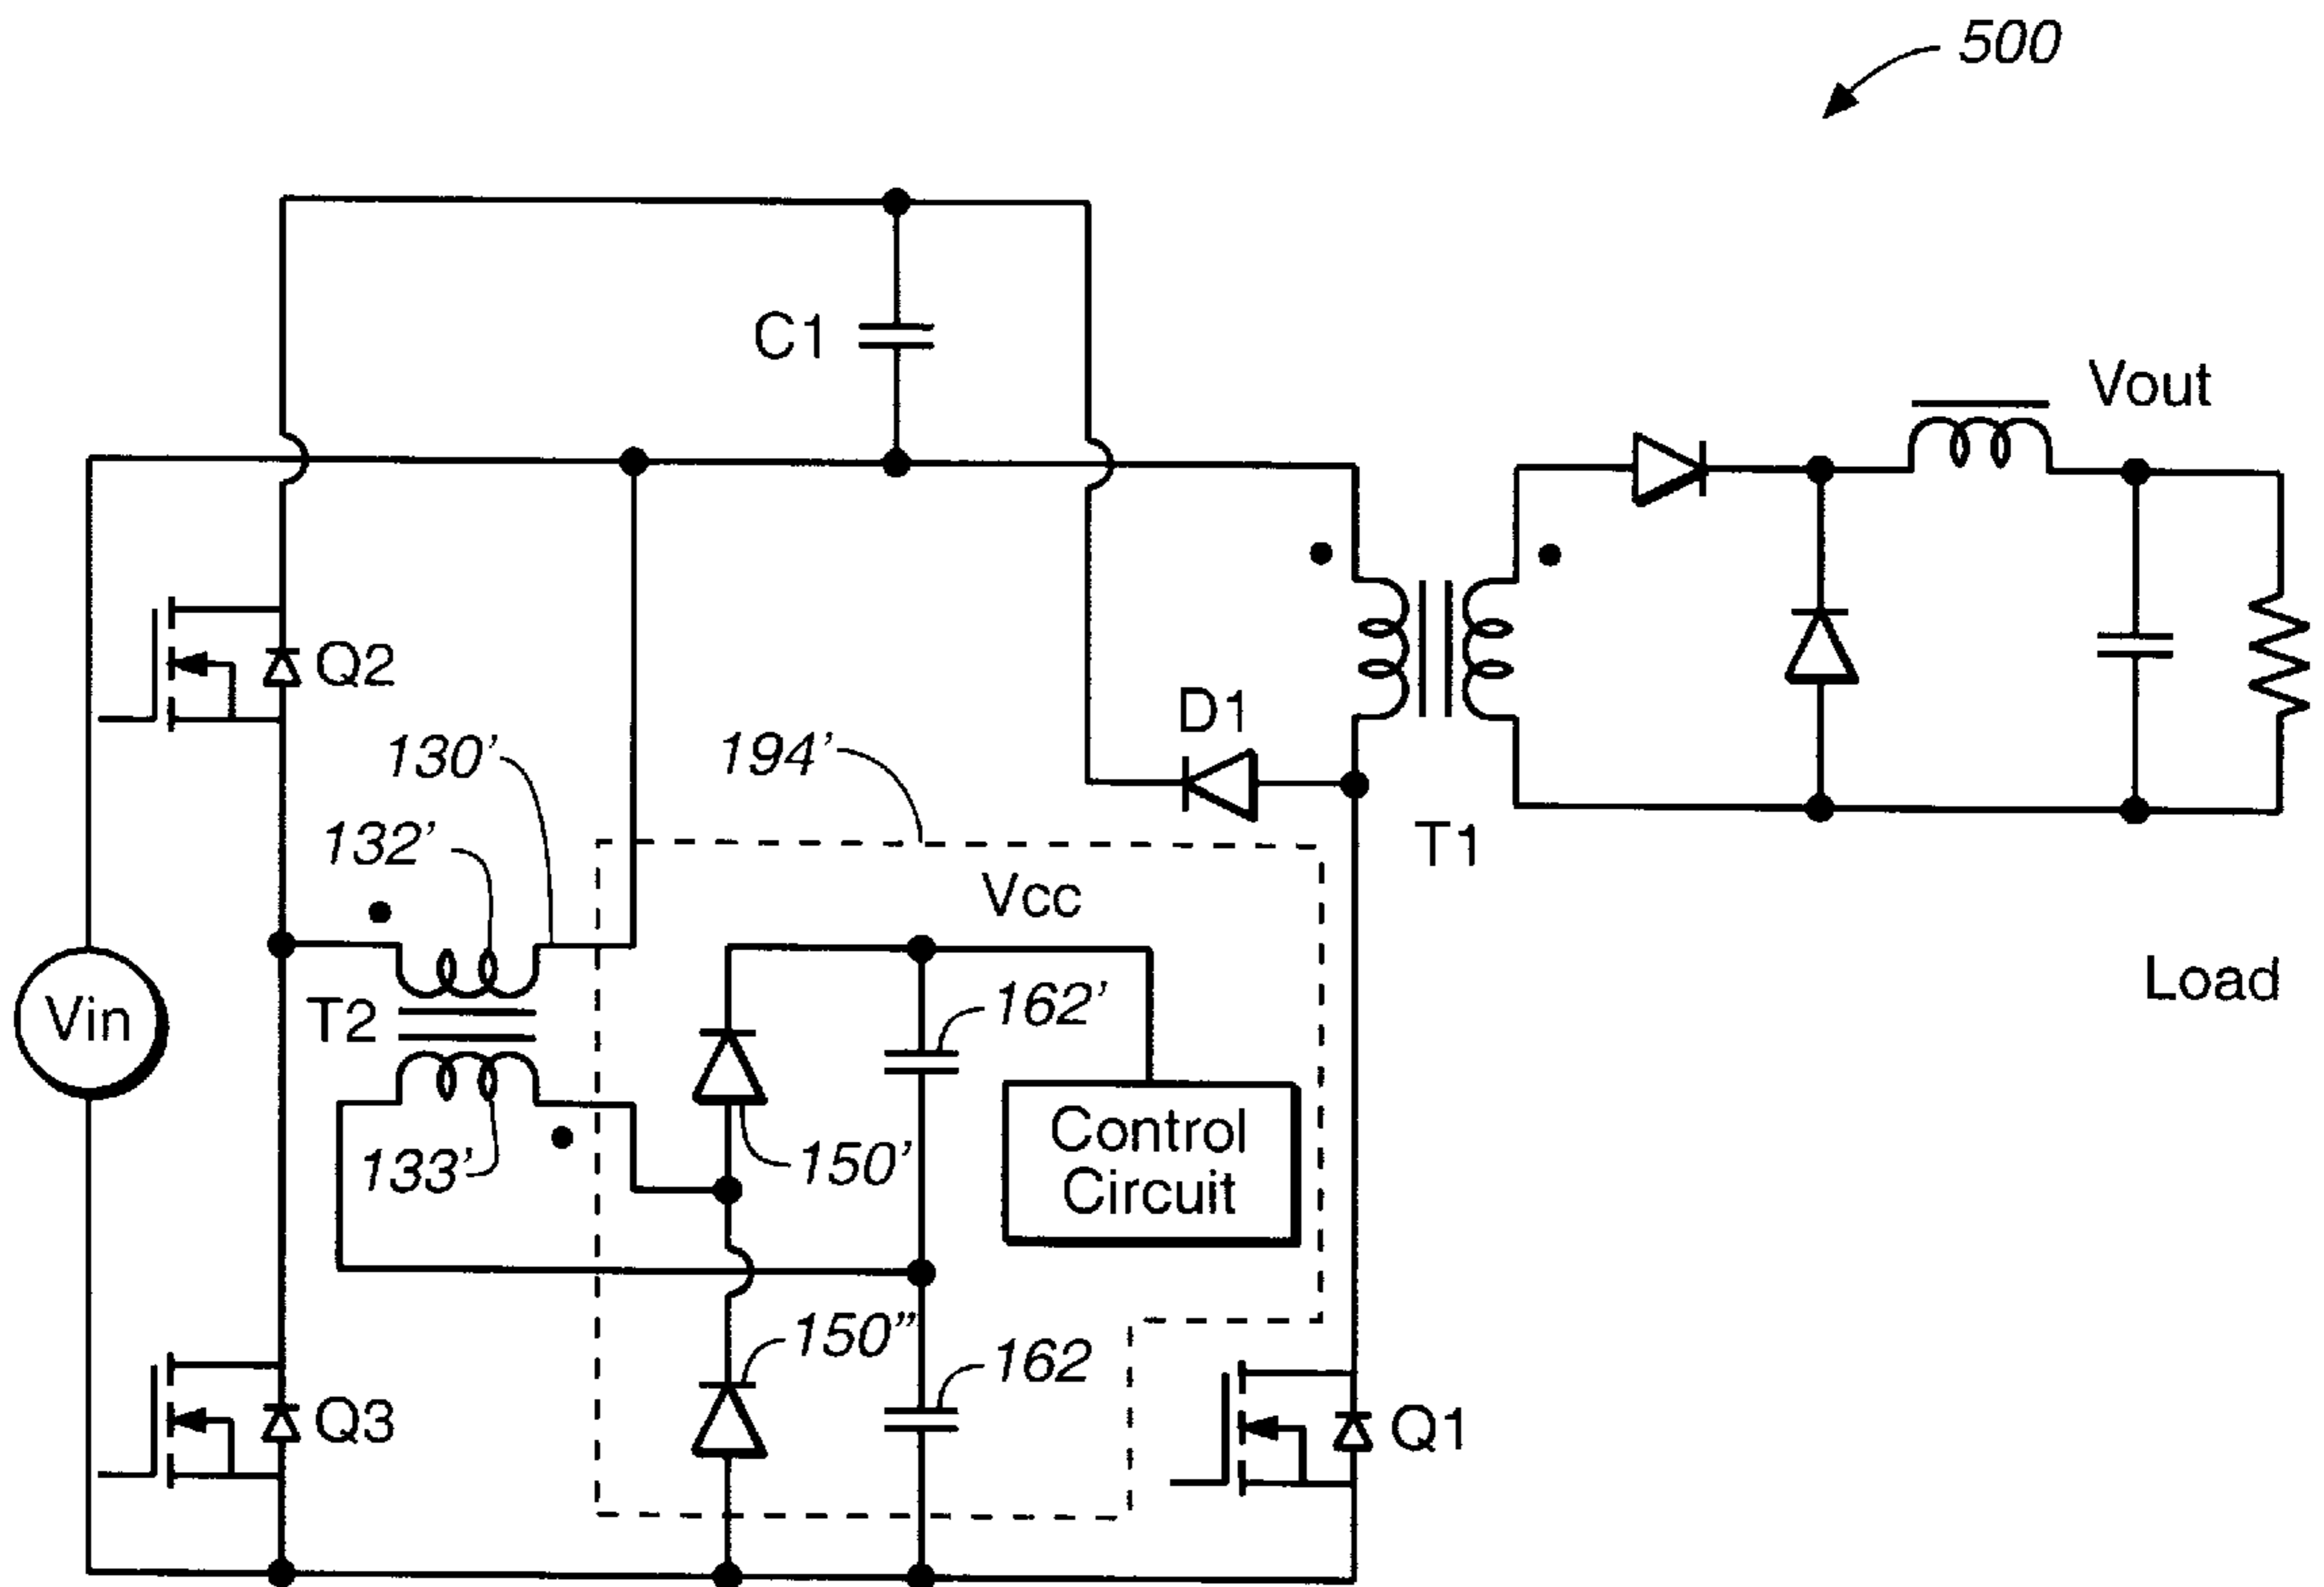 500
C1
Vout
Q2
D1
130'
194'
132'
T1
Vcc
Load
Vin
T2
162'
Control
Circuit
133'
150'
150”
162
Q3
Q1